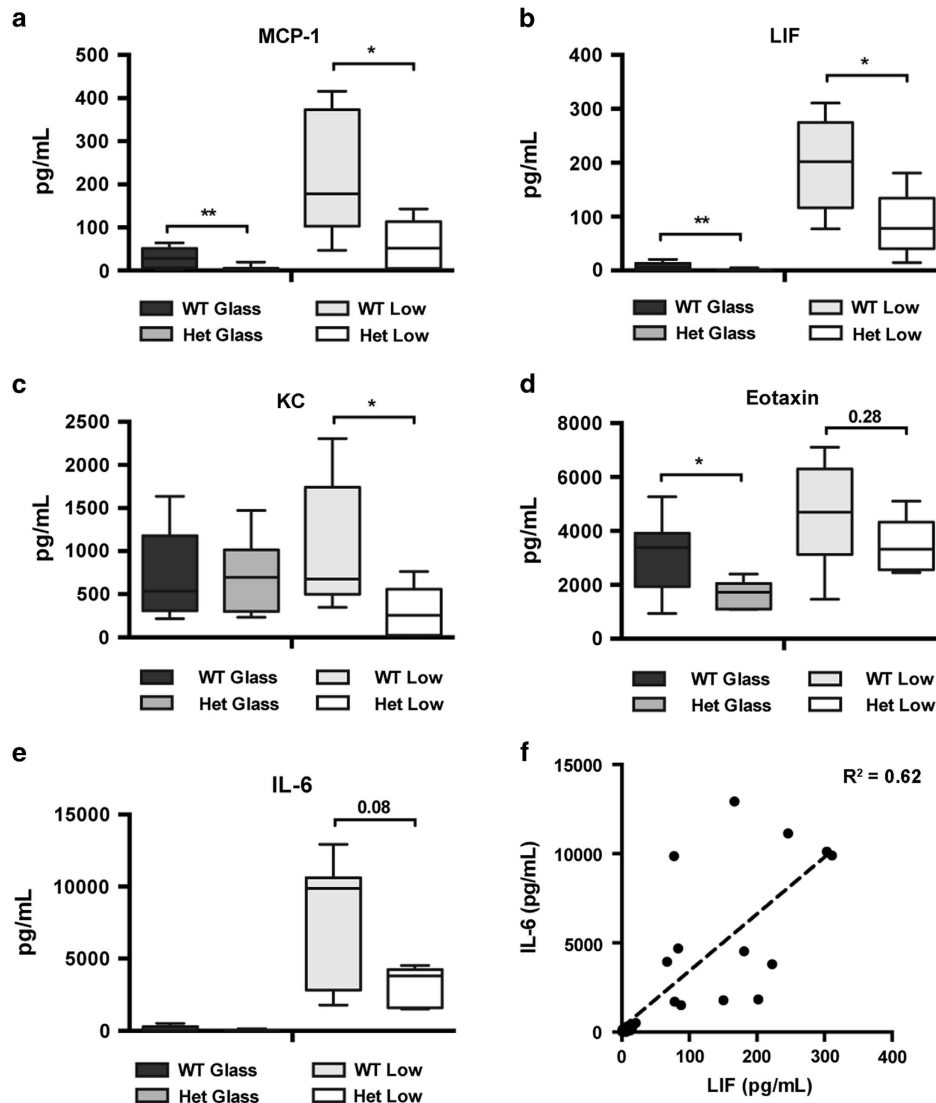 a
MCP-1
500
400
300
200
100
0
pg/mL
*
**
WT Glass
WT Low
Het Glass
Het Low
b
LIF
400
300
200
100
0
pg/mL
*
**
WT Glass
WT Low
Het Glass
Het Low
c
KC
2500
2000
1500
1000
500
0
pg/mL
*
WT Glass
WT Low
Het Glass
Het Low
d
Eotaxin
8000
6000
4000
2000
0
pg/mL
0.28
*
WT Glass
WT Low
Het Glass
Het Low
e
IL-6
15000
10000
5000
0
pg/mL
0.08
WT Glass
WT Low
Het Glass
Het Low
f
R² = 0.62
15000
10000
5000
0
IL-6 (pg/mL)
0 100 200 300 400
LIF (pg/mL)